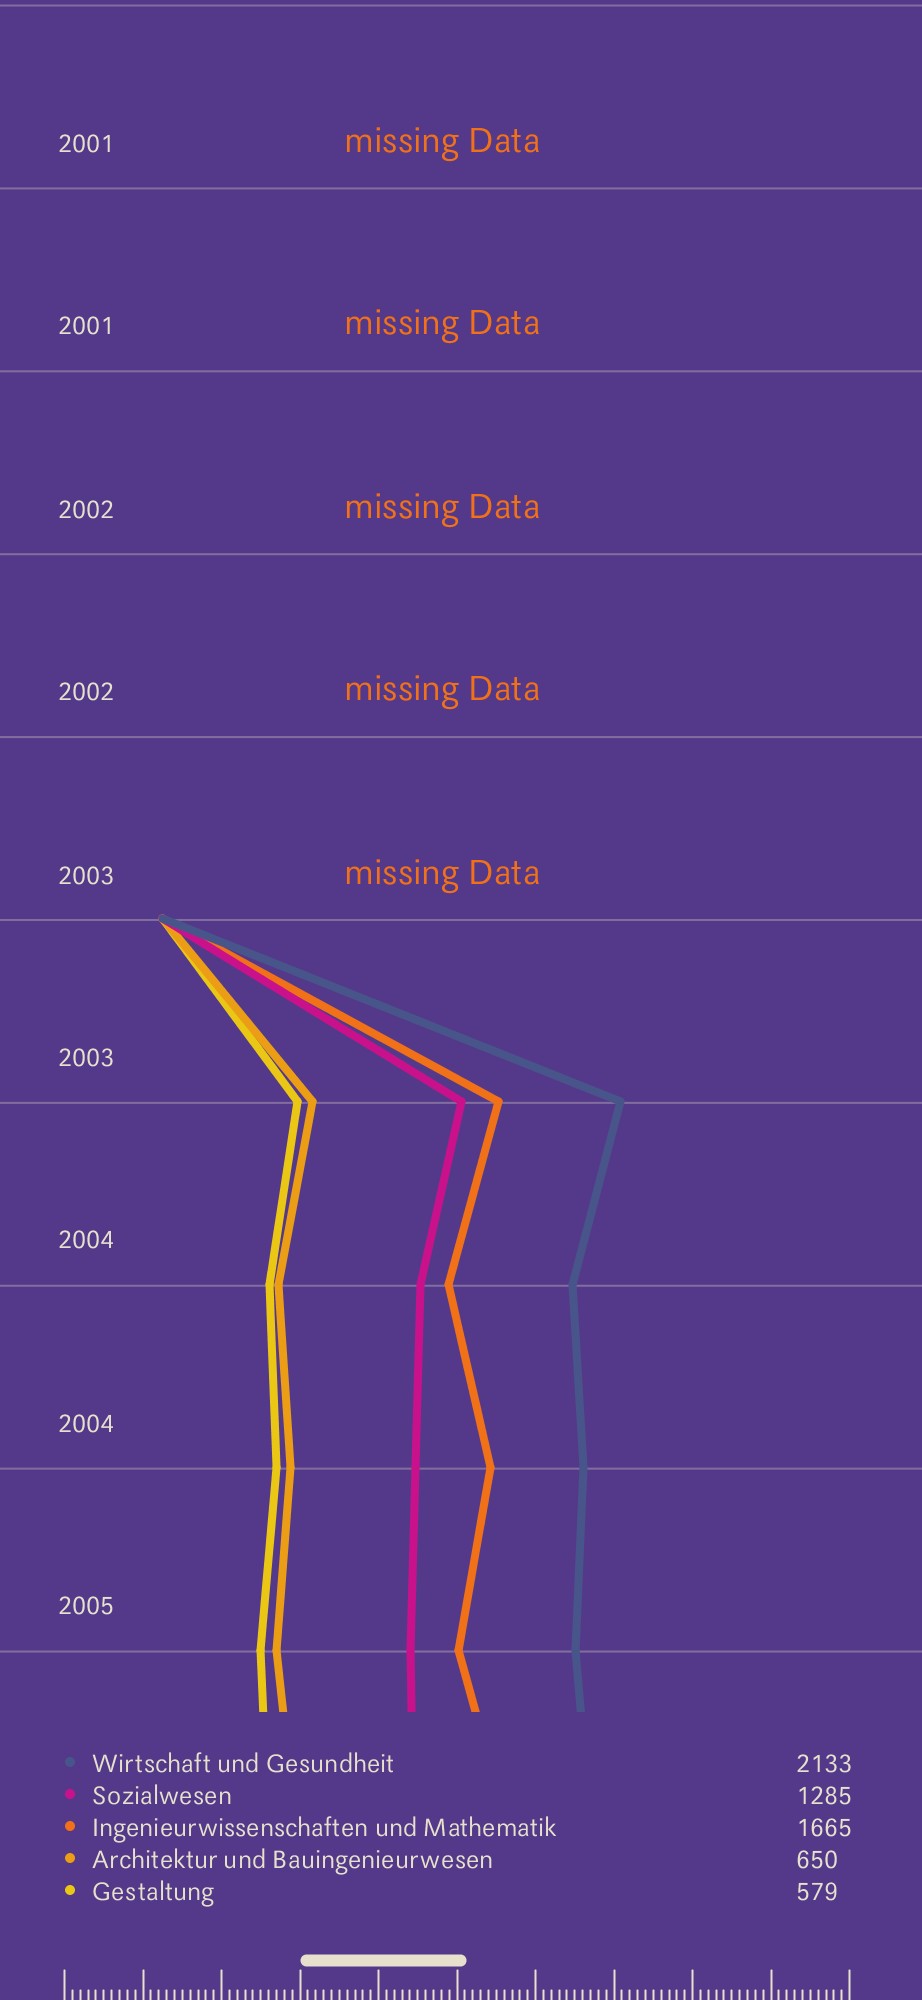 2001 missing Data
2001 missing Data
2002 missing Data
2002 missing Data
2003 missing Data
2003
2004
2004
2005
Wirtschaft und Gesundheit 2133
Sozialwesen 1285
Ingenieurwissenschaften und Mathematik 1665
Architektur und Bauingenieurwesen 650
Gestaltung 579